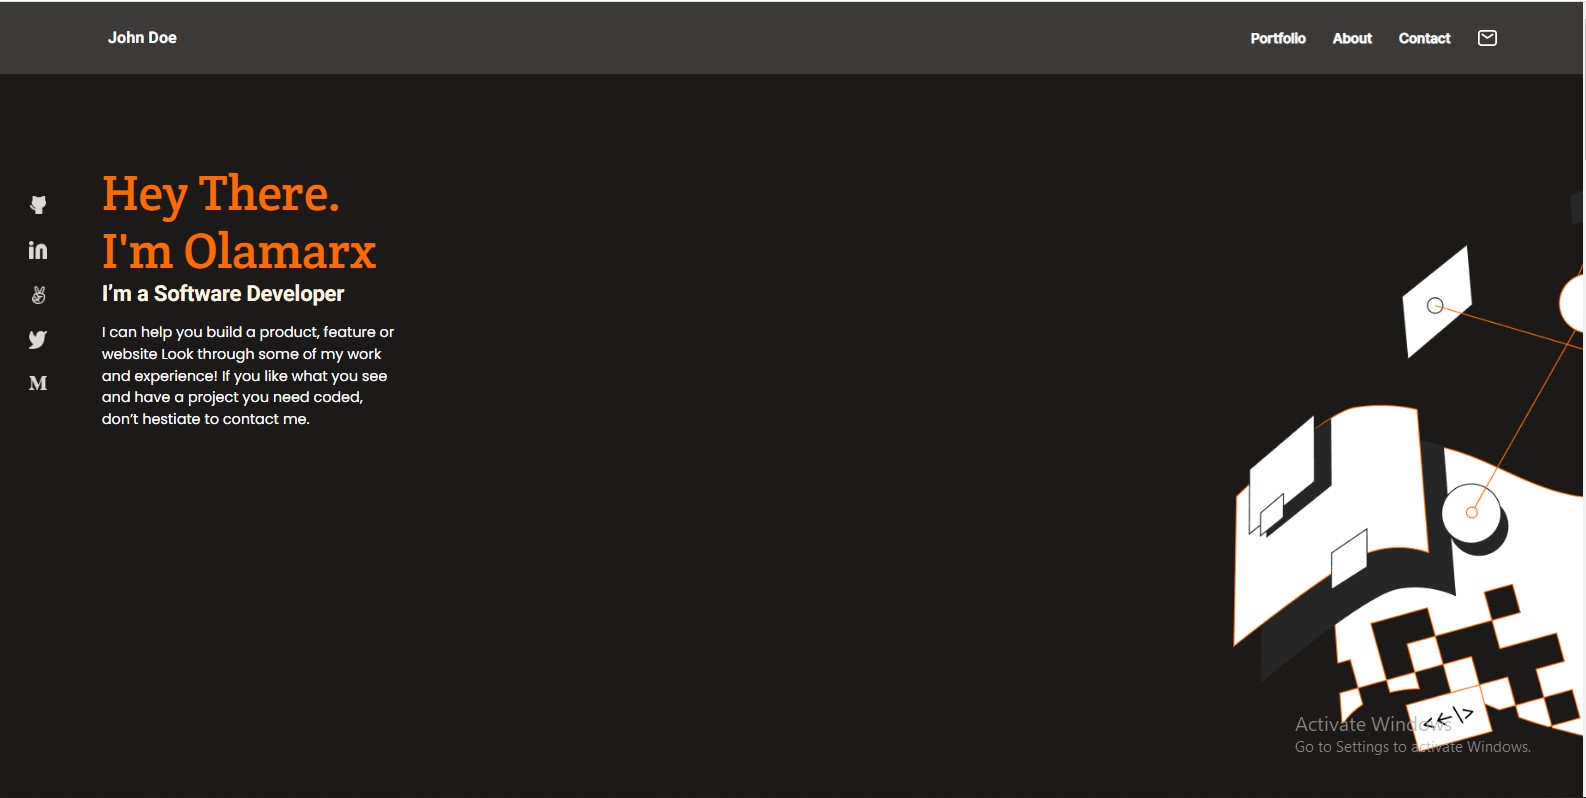 John Doe
Portfolio About Contact
Hey There.
I'm Olamarx
I'm a Software Developer
I can help you build a product, feature or
website Look through some of my work
and experience! If you like what you see
and have a project you need coded,
don't hestiate to contact me.
in
M
<<-\>
Activate Windows
Go to Settings to activate Windows.